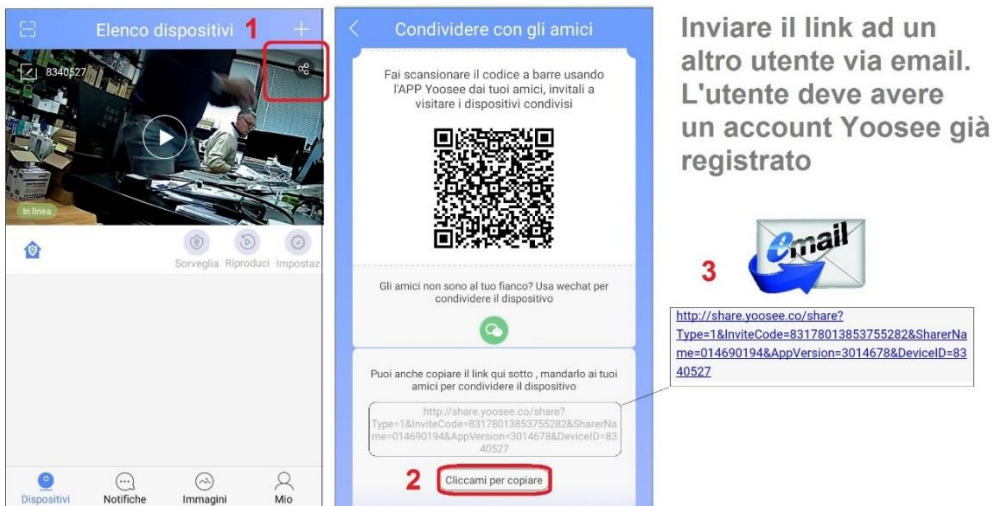 Elenco dispositivi
1
+
8340527
In linea
Sorveglia Riproduci Impostaz
Dispositivi Notifiche Immagini Mio
Condividere con gli amici
Fai scansionare il codice a barre usando
l'APP Yoosee dai tuoi amici, invitali a
visitare i dispositivi condivisi
Gli amici non sono al tuo fianco? Usa wechat per
condividere il dispositivo
Puoi anche copiare il link qui sotto , mandarlo ai tuoi
amici per condividere il dispositivo
http://share.yoosee.co/share?
Type=1&InviteCode=83178013853755282&SharerNa
me=014690194&AppVersion=3014678&DeviceID=83
40527
2
Cliccami per copiare
Inviare il link ad un
altro utente via email.
L'utente deve avere
un account Yoosee già
registrato
3
email
http://share.yoosee.co/share?
Type=1&InviteCode=83178013853755282&SharerNa
me=014690194&AppVersion=3014678&DeviceID=83
40527